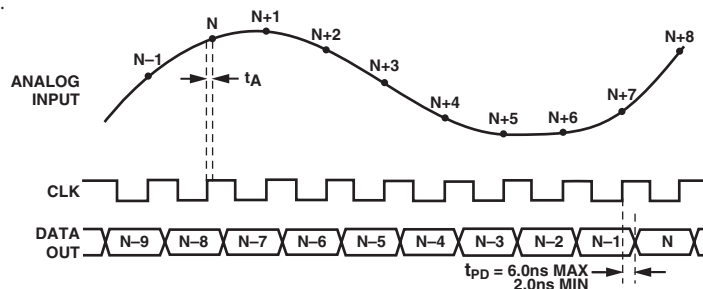 N
N+1
N+2
N+8
N–1
tA
N+3
N+7
ANALOG
INPUT
N+4
N+5
N+6
CLK
DATA
OUT
N–9 N–8 N–7 N–6 N–5 N–4 N–3 N–2 N–1 N
tPD = 6.0ns MAX
2.0ns MIN